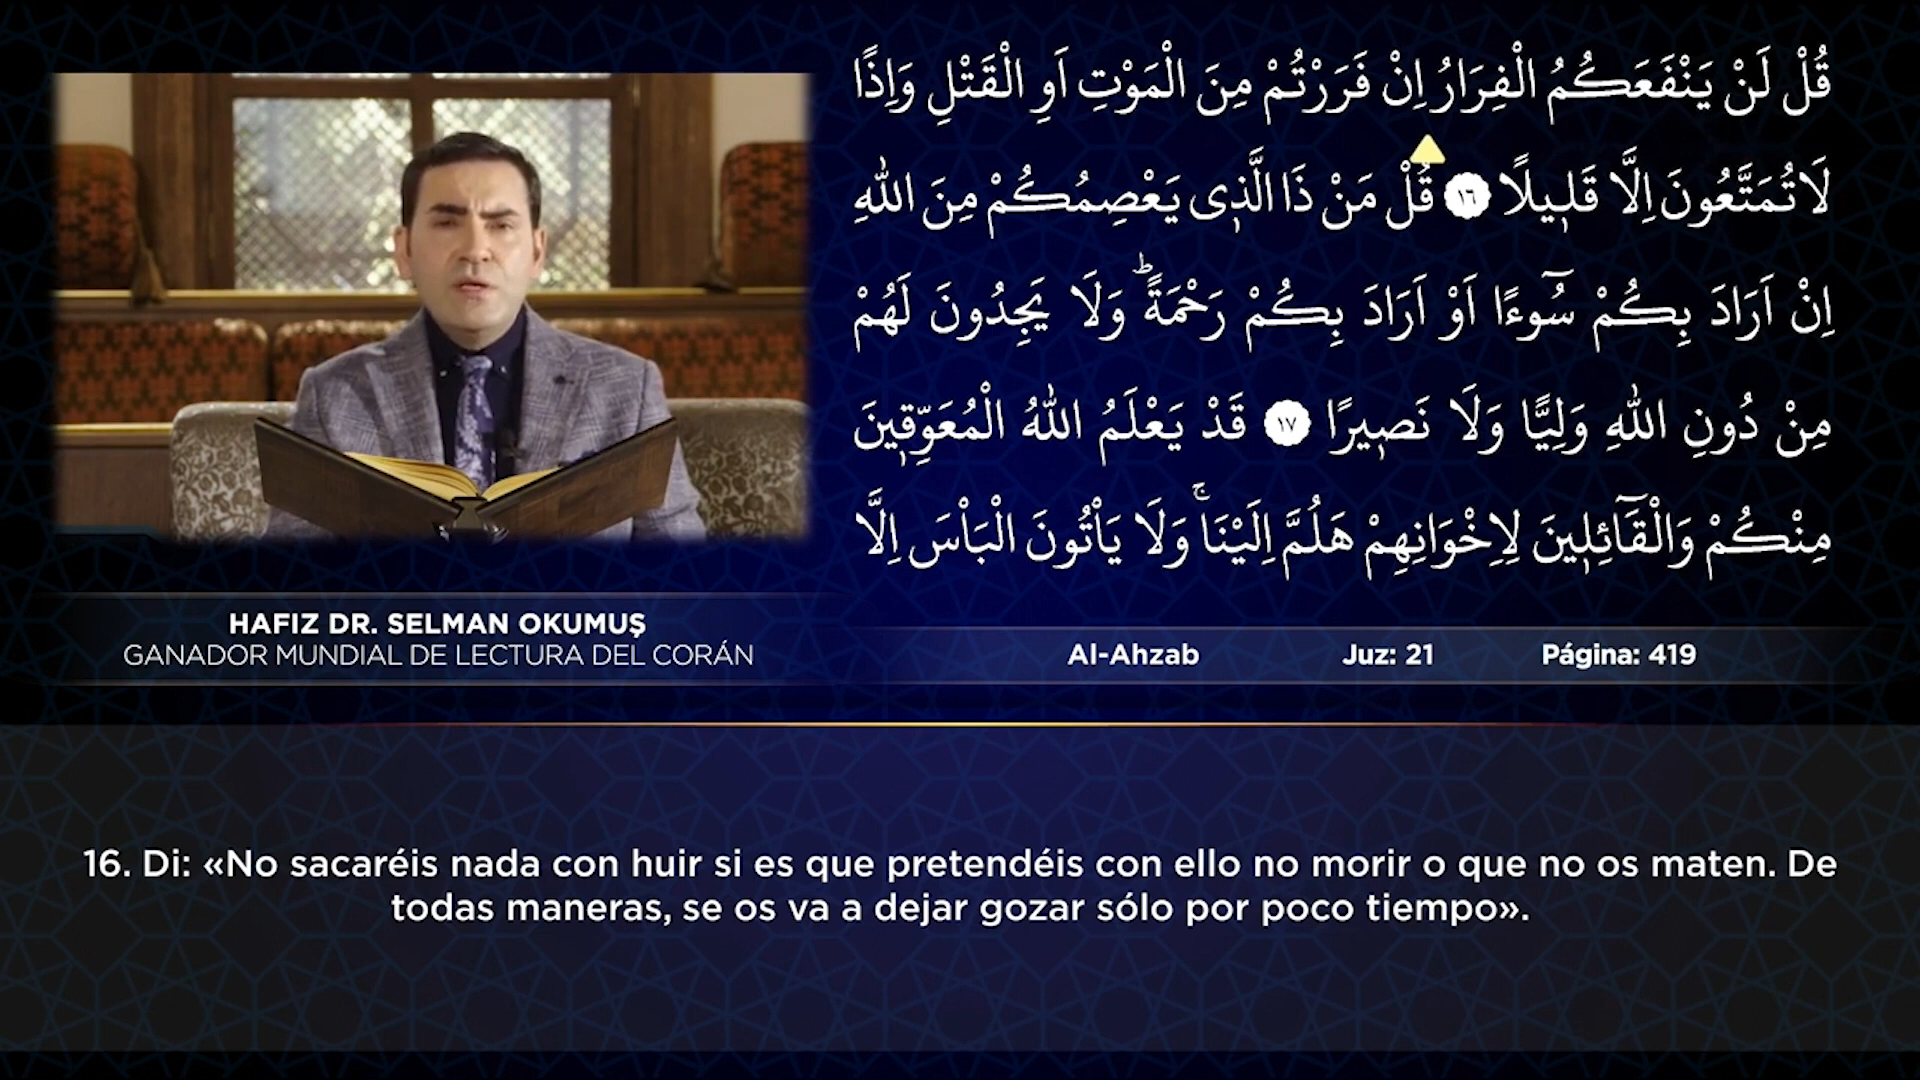 قُلْ لَنْ يَنْفَعَكُمُ الْفِرَارُ اِنْ فَرَرْتُمْ مِنَ الْمَوْتِ اَوِ الْقَتْلِ وَاِذًا
لَا تُمَتَّعُونَ اِلَّا قَلٖيلًا ١٦ قُلْ مَنْ ذَا الَّذٖى يَعْصِمُكُمْ مِنَ اللّٰهِ
اِنْ اَرَادَ بِكُمْ سُٓوءًا اَوْ اَرَادَ بِكُمْ رَحْمَةًؕ وَلَا يَجِدُونَ لَهُمْ
مِنْ دُونِ اللّٰهِ وَلِيًّا وَلَا نَصٖيرًا ١٧ قَدْ يَعْلَمُ اللّٰهُ الْمُعَوِّقٖينَ
مِنْكُمْ وَالْقَٓائِلٖينَ لِاِخْوَانِهِمْ هَلُمَّ اِلَيْنَاۚ وَلَا يَاْتُونَ الْبَاْسَ اِلَّا
HAFIZ DR. SELMAN OKUMUŞ
GANADOR MUNDIAL DE LECTURA DEL CORÁN
Al-Ahzab Juz: 21 Página: 419
16. Di: «No sacaréis nada con huir si es que pretendéis con ello no morir o que no os maten. De
todas maneras, se os va a dejar gozar sólo por poco tiempo».